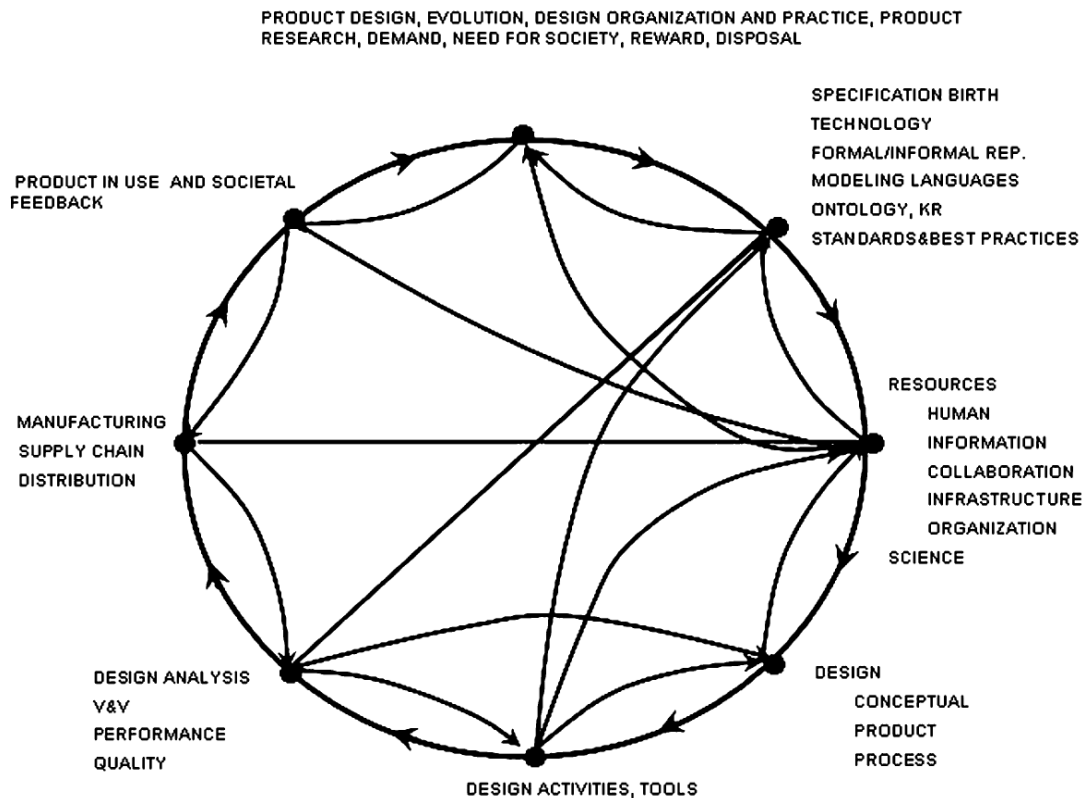 PRODUCT DESIGN, EVOLUTION, DESIGN ORGANIZATION AND PRACTICE, PRODUCT
RESEARCH, DEMAND, NEED FOR SOCIETY, REWARD, DISPOSAL
SPECIFICATION BIRTH
TECHNOLOGY
FORMAL/INFORMAL REP.
MODELING LANGUAGES
ONTOLOGY, KR
STANDARDS&BEST PRACTICES
PRODUCT IN USE AND SOCIETAL
FEEDBACK
RESOURCES
HUMAN
INFORMATION
COLLABORATION
INFRASTRUCTURE
ORGANIZATION
SCIENCE
MANUFACTURING
SUPPLY CHAIN
DISTRIBUTION
DESIGN
CONCEPTUAL
PRODUCT
PROCESS
DESIGN ANALYSIS
V&V
PERFORMANCE
QUALITY
DESIGN ACTIVITIES, TOOLS